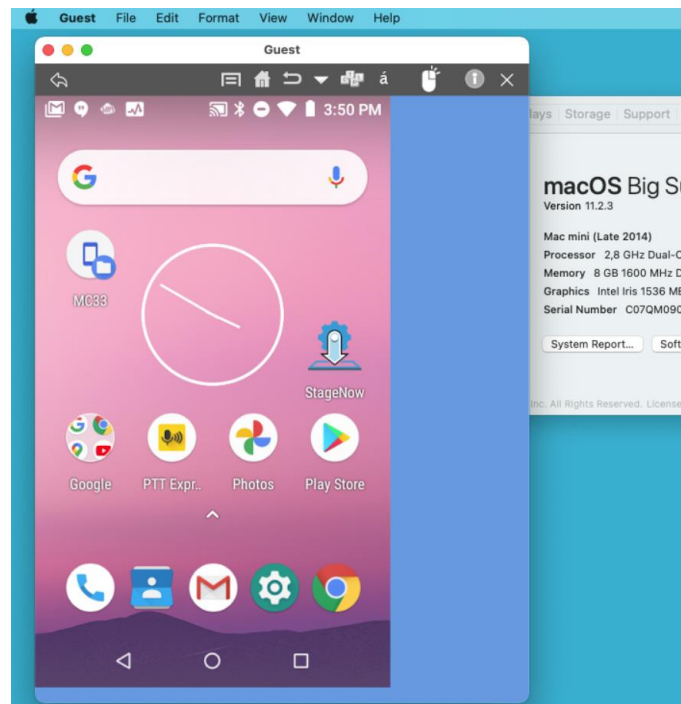 Guest File Edit Format View Window Help
Guest
á
3:50 PM
MC33
StageNow
Google PTT Expr.. Photos Play Store
lays Storage Support
macOS Big Su
Version 11.2.3
Mac mini (Late 2014)
Processor 2,8 GHz Dual-C
Memory 8 GB 1600 MHz D
Graphics Intel Iris 1536 MB
Serial Number C07QM090
System Report... Soft
Inc. All Rights Reserved. License